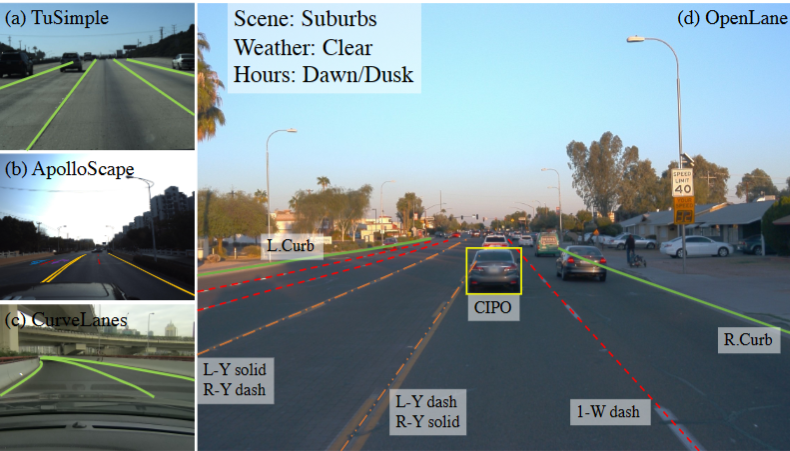 (a) TuSimple
(b) ApolloScape
(c) CurveLanes
(d) OpenLane
Scene: Suburbs
Weather: Clear
Hours: Dawn/Dusk
SPEED
LIMIT
40
L.Curb
CIPO
R.Curb
L-Y solid
R-Y dash
L-Y dash
R-Y solid
1-W dash